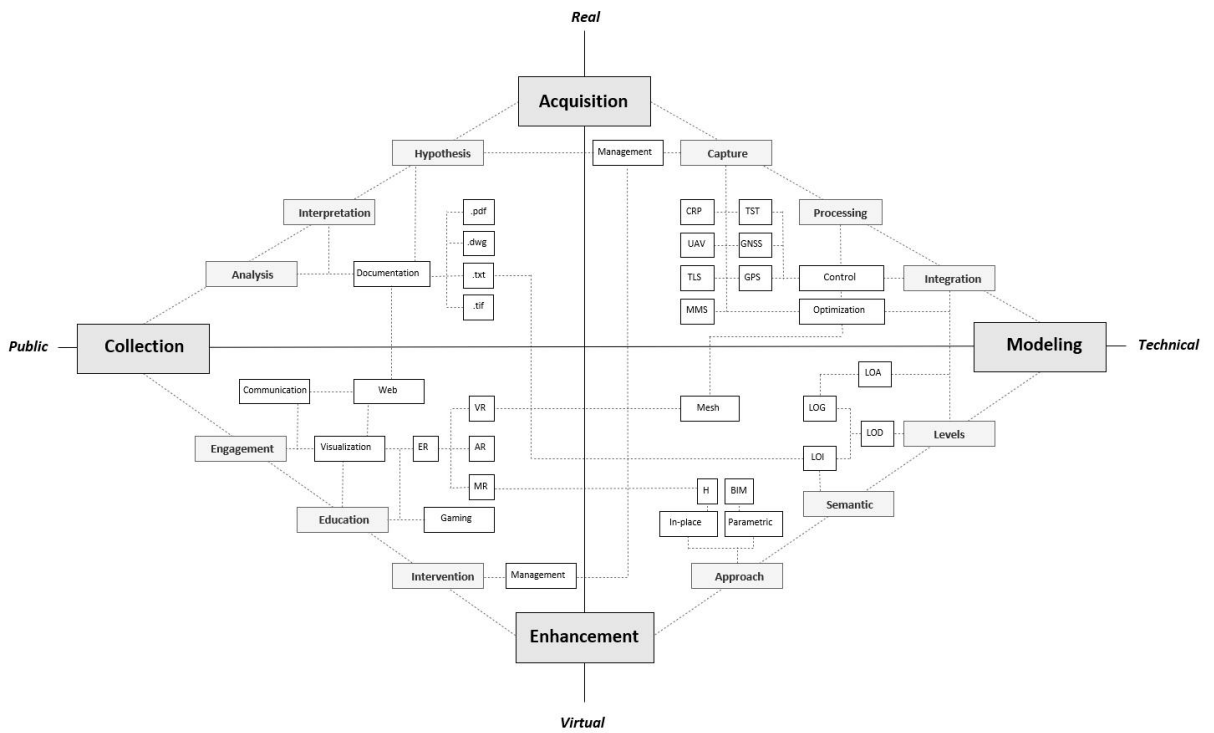 Real
Acquisition
Hypothesis
Management
Capture
Interpretation
.pdf
CRP
TST
Processing
.dwg
UAV
GNSS
Analysis
Documentation
.txt
TLS
GPS
Control
Integration
.tif
MMS
Optimization
Public
Collection
Modeling
Technical
LOA
Communication
Web
VR
Mesh
LOG
LOD
Levels
Engagement
Visualization
ER
AR
LOI
MR
H
BIM
Semantic
Education
Gaming
In-place
Parametric
Intervention
Management
Approach
Enhancement
Virtual